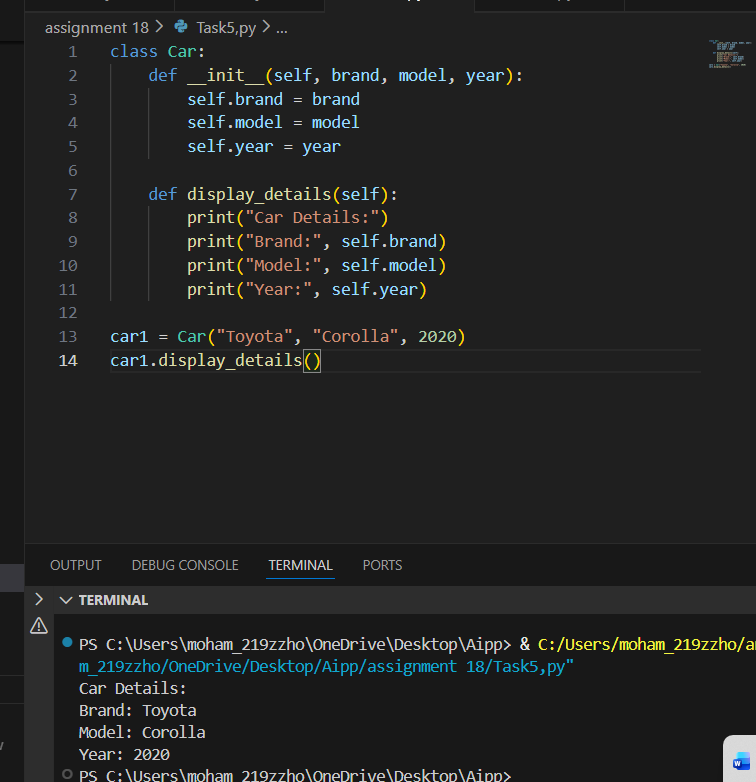 assignment 18 > Task5,py > ...
1 class Car:
2     def __init__(self, brand, model, year):
3         self.brand = brand
4         self.model = model
5         self.year = year
6
7     def display_details(self):
8         print("Car Details:")
9         print("Brand:", self.brand)
10         print("Model:", self.model)
11         print("Year:", self.year)
12
13 car1 = Car("Toyota", "Corolla", 2020)
14 car1.display_details()
OUTPUT DEBUG CONSOLE TERMINAL PORTS
TERMINAL
PS C:\Users\moham_219zzho\OneDrive\Desktop\Aipp> & C:/Users/moham_219zzho/
m_219zzho/OneDrive/Desktop/Aipp/assignment 18/Task5,py"
Car Details:
Brand: Toyota
Model: Corolla
Year: 2020
PS C:\Users\moham_219zzho\OneDrive\Desktop\Aipp>